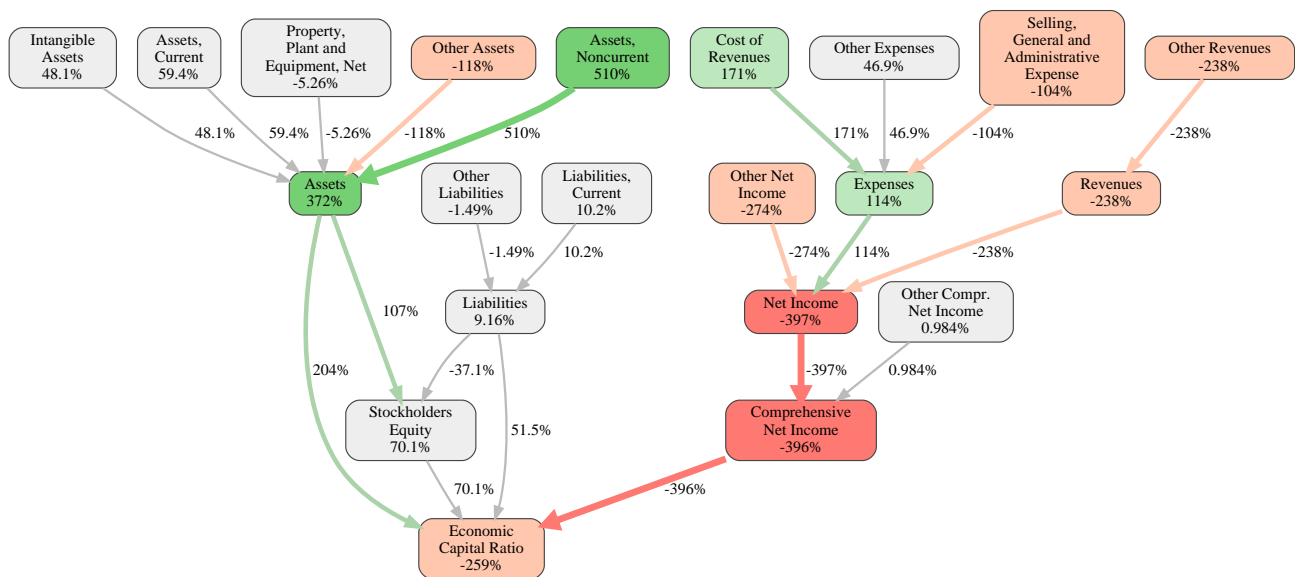 Intangible
Assets
48.1%
Assets,
Current
59.4%
Property,
Plant and
Equipment, Net
-5.26%
Other Assets
-118%
Assets,
Noncurrent
510%
Cost of
Revenues
171%
Other Expenses
46.9%
Selling,
General and
Administrative
Expense
-104%
Other Revenues
-238%
48.1%
59.4%
-5.26%
-118%
510%
171%
46.9%
-104%
-238%
Assets
372%
Other
Liabilities
-1.49%
Liabilities,
Current
10.2%
Other Net
Income
-274%
Expenses
114%
Revenues
-238%
-1.49%
10.2%
-274%
114%
-238%
107%
Liabilities
9.16%
Net Income
-397%
Other Compr.
Net Income
0.984%
204%
-37.1%
-397%
0.984%
Stockholders
Equity
70.1%
51.5%
Comprehensive
Net Income
-396%
70.1%
-396%
Economic
Capital Ratio
-259%